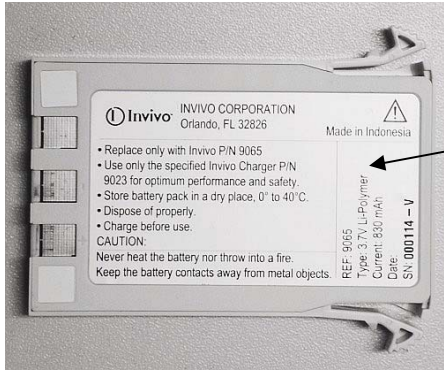 Invivo
INVIVO CORPORATION
Orlando, FL 32826
Made in Indonesia
• Replace only with Invivo P/N 9065
• Use only the specified Invivo Charger P/N
9023 for optimum performance and safety.
• Store battery pack in a dry place, 0° to 40°C.
• Dispose of properly.
• Charge before use.
CAUTION:
Never heat the battery nor throw into a fire.
Keep the battery contacts away from metal objects.
REF: 9065
Type: 3.7V Li-Polymer
Current: 830 mAh
Date:
SN: 000114 – V